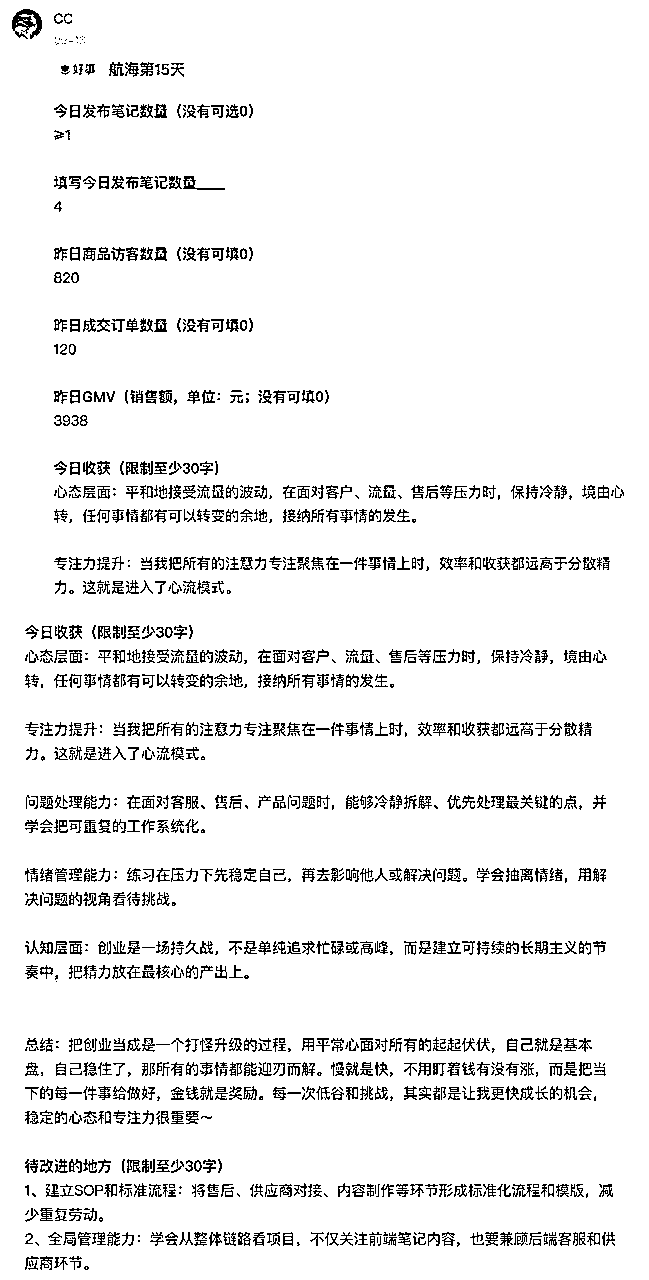 CC
好事 航海第15天
今日发布笔记数量（没有可选0）
≥1
填写今日发布笔记数量____
4
昨日商品访客数量（没有可填0）
820
昨日成交订单数量（没有可填0）
120
昨日GMV（销售额，单位：元；没有可填0）
3938
今日收获（限制至少30字）
心态层面：平和地接受流量的波动，在面对客户、流量、售后等压力时，保持冷静，境由心
转，任何事情都有可以转变的余地，接纳所有事情的发生。
专注力提升：当我把所有的注意力专注聚焦在一件事情上时，效率和收获都远高于分散精
力。这就是进入了心流模式。
今日收获（限制至少30字）
心态层面：平和地接受流量的波动，在面对客户、流量、售后等压力时，保持冷静，境由心
转，任何事情都有可以转变的余地，接纳所有事情的发生。
专注力提升：当我把所有的注意力专注聚焦在一件事情上时，效率和收获都远高于分散精
力。这就是进入了心流模式。
问题处理能力：在面对客服、售后、产品问题时，能够冷静拆解、优先处理最关键的点，并
学会把可重复的工作系统化。
情绪管理能力：练习在压力下先稳定自己，再去影响他人或解决问题。学会抽离情绪，用解
决问题的视角看待挑战。
认知层面：创业是一场持久战，不是单纯追求忙碌或高峰，而是建立可持续的长期主义的节
奏中，把精力放在最核心的产出上。
总结：把创业当成是一个打怪升级的过程，用平常心面对所有的起起伏伏，自己就是基本
盘，自己稳住了，那所有的事情都能迎刃而解。慢就是快，不用盯着钱有没有涨，而是把当
下的每一件事给做好，金钱就是奖励。每一次低谷和挑战，其实都是让我更快成长的机会，
稳定的心态和专注力很重要～
待改进的地方（限制至少30字）
1、建立SOP和标准流程：将售后、供应商对接、内容制作等环节形成标准化流程和模版，减
少重复劳动。
2、全局管理能力：学会从整体链路看项目，不仅关注前端笔记内容，也要兼顾后端客服和供
应商环节。